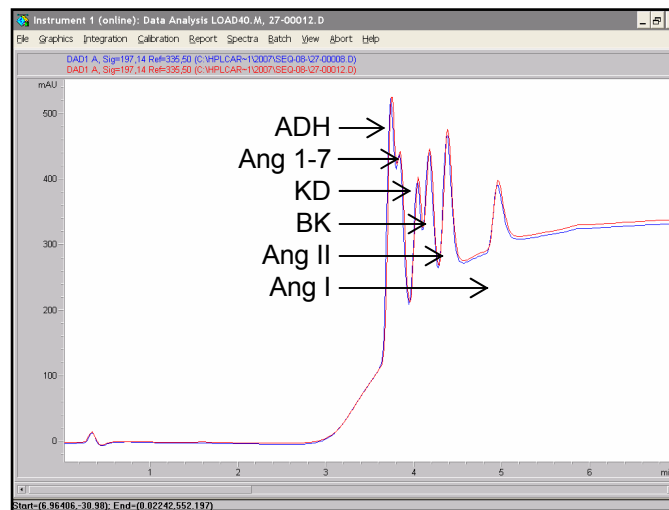 Instrument 1 (online): Data Analysis LOAD40.M, 27-00012.D
File Graphics Integration Calibration Report Spectra Batch View Abort Help
DAD1 A, Sig=197,14 Ref=335,50 (C:\HPLCAR~1\2007\SEQ-08-\27-00008.D)
DAD1 A, Sig=197,14 Ref=335,50 (C:\HPLCAR~1\2007\SEQ-08-\27-00012.D)
mAU
500
ADH
Ang 1-7
400
KD
BK
300
Ang II
Ang I
200
100
0
1 2 3 4 5 6 mi
Start=(6.96406,-30.98); End=(0.02242,552.197)